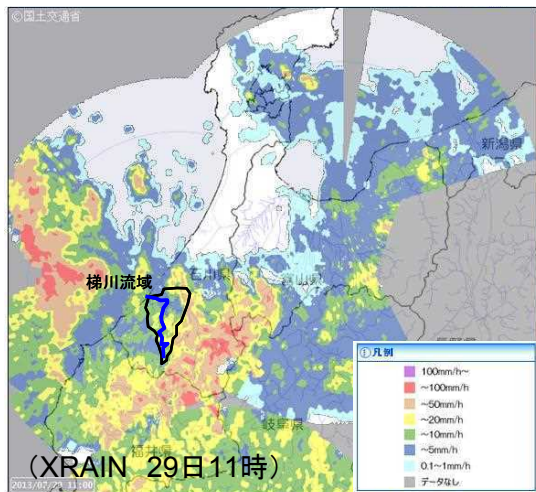 ©国土交通省
新潟県
石川県
富山県
梯川流域
岐阜県
福井県
(XRAIN 29日11時)
2013/07/29 11:00
凡例
100mm/h～
～100mm/h
～50mm/h
～20mm/h
～10mm/h
～5mm/h
0.1～1mm/h
データなし